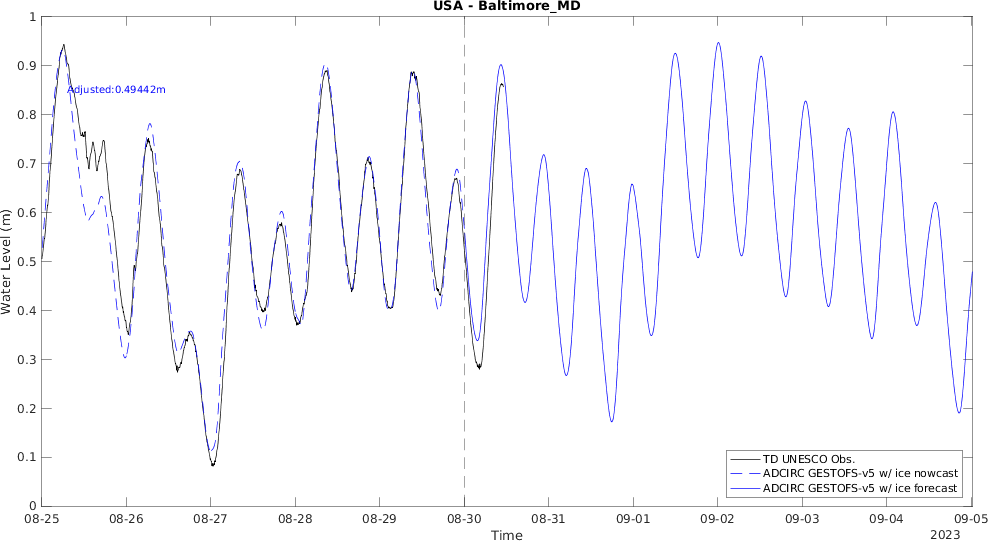 USA - Baltimore_MD
1
0.9
Adjusted:0.49442m
0.8
0.7
0.6
0.5
0.4
0.3
0.2
0.1
0
Water Level (m)
TD UNESCO Obs.
ADCIRC GESTOFS-v5 w/ ice nowcast
ADCIRC GESTOFS-v5 w/ ice forecast
08-25 08-26 08-27 08-28 08-29 08-30 08-31 09-01 09-02 09-03 09-04 09-05
Time
2023